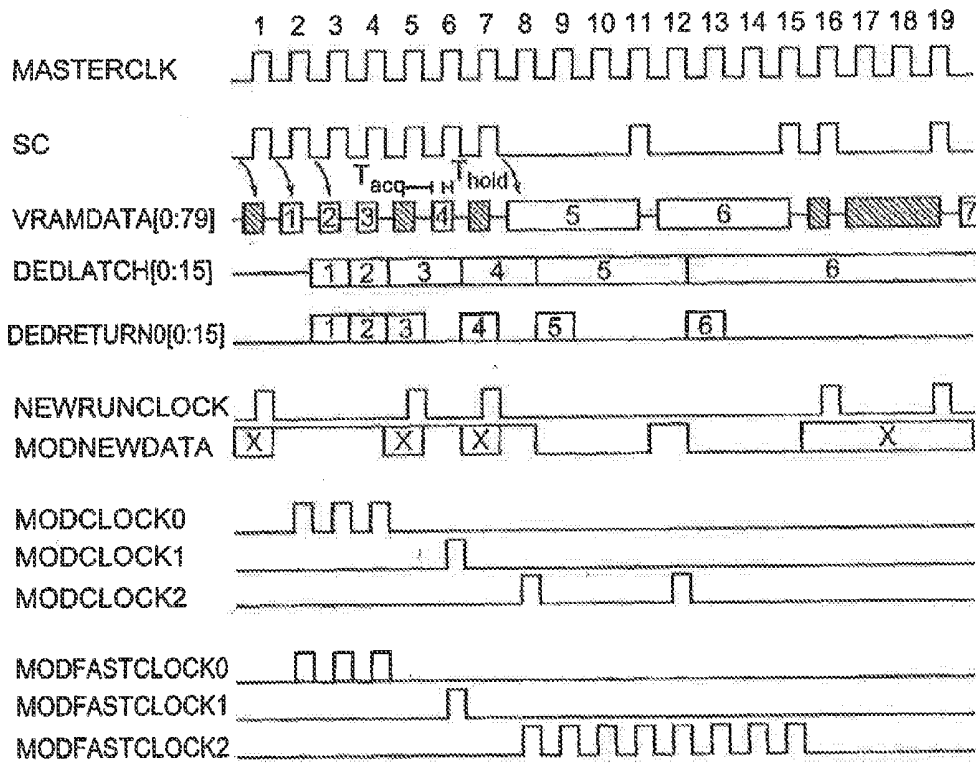 1 2 3 4 5 6 7 8 9 10 11 12 13 14 15 16 17 18 19
MASTERCLK
SC
Tacq Thold
VRAMDATA[0:79] 1 2 3 4 5 6 7
DEDLATCH[0:15] 1 2 3 4 5 6
DEDRETURN0[0:15] 1 2 3 4 5 6
NEWRUNCLOCK
MODNEWDATA X X X X
MODCLOCK0
MODCLOCK1
MODCLOCK2
MODFASTCLOCK0
MODFASTCLOCK1
MODFASTCLOCK2